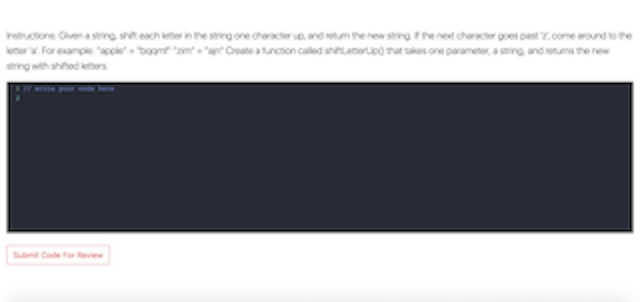 Instructions: Given a string, shift each letter in the string one character up, and return the new string. If the next character goes past 'z', come around to the
letter 'a'. For example: "apple" = "bqqmf" "zim" = "ajn" Create a function called shiftLetterUp() that takes one parameter, a string, and returns the new
string with shifted letters.
1 // write your code here
2
Submit Code For Review